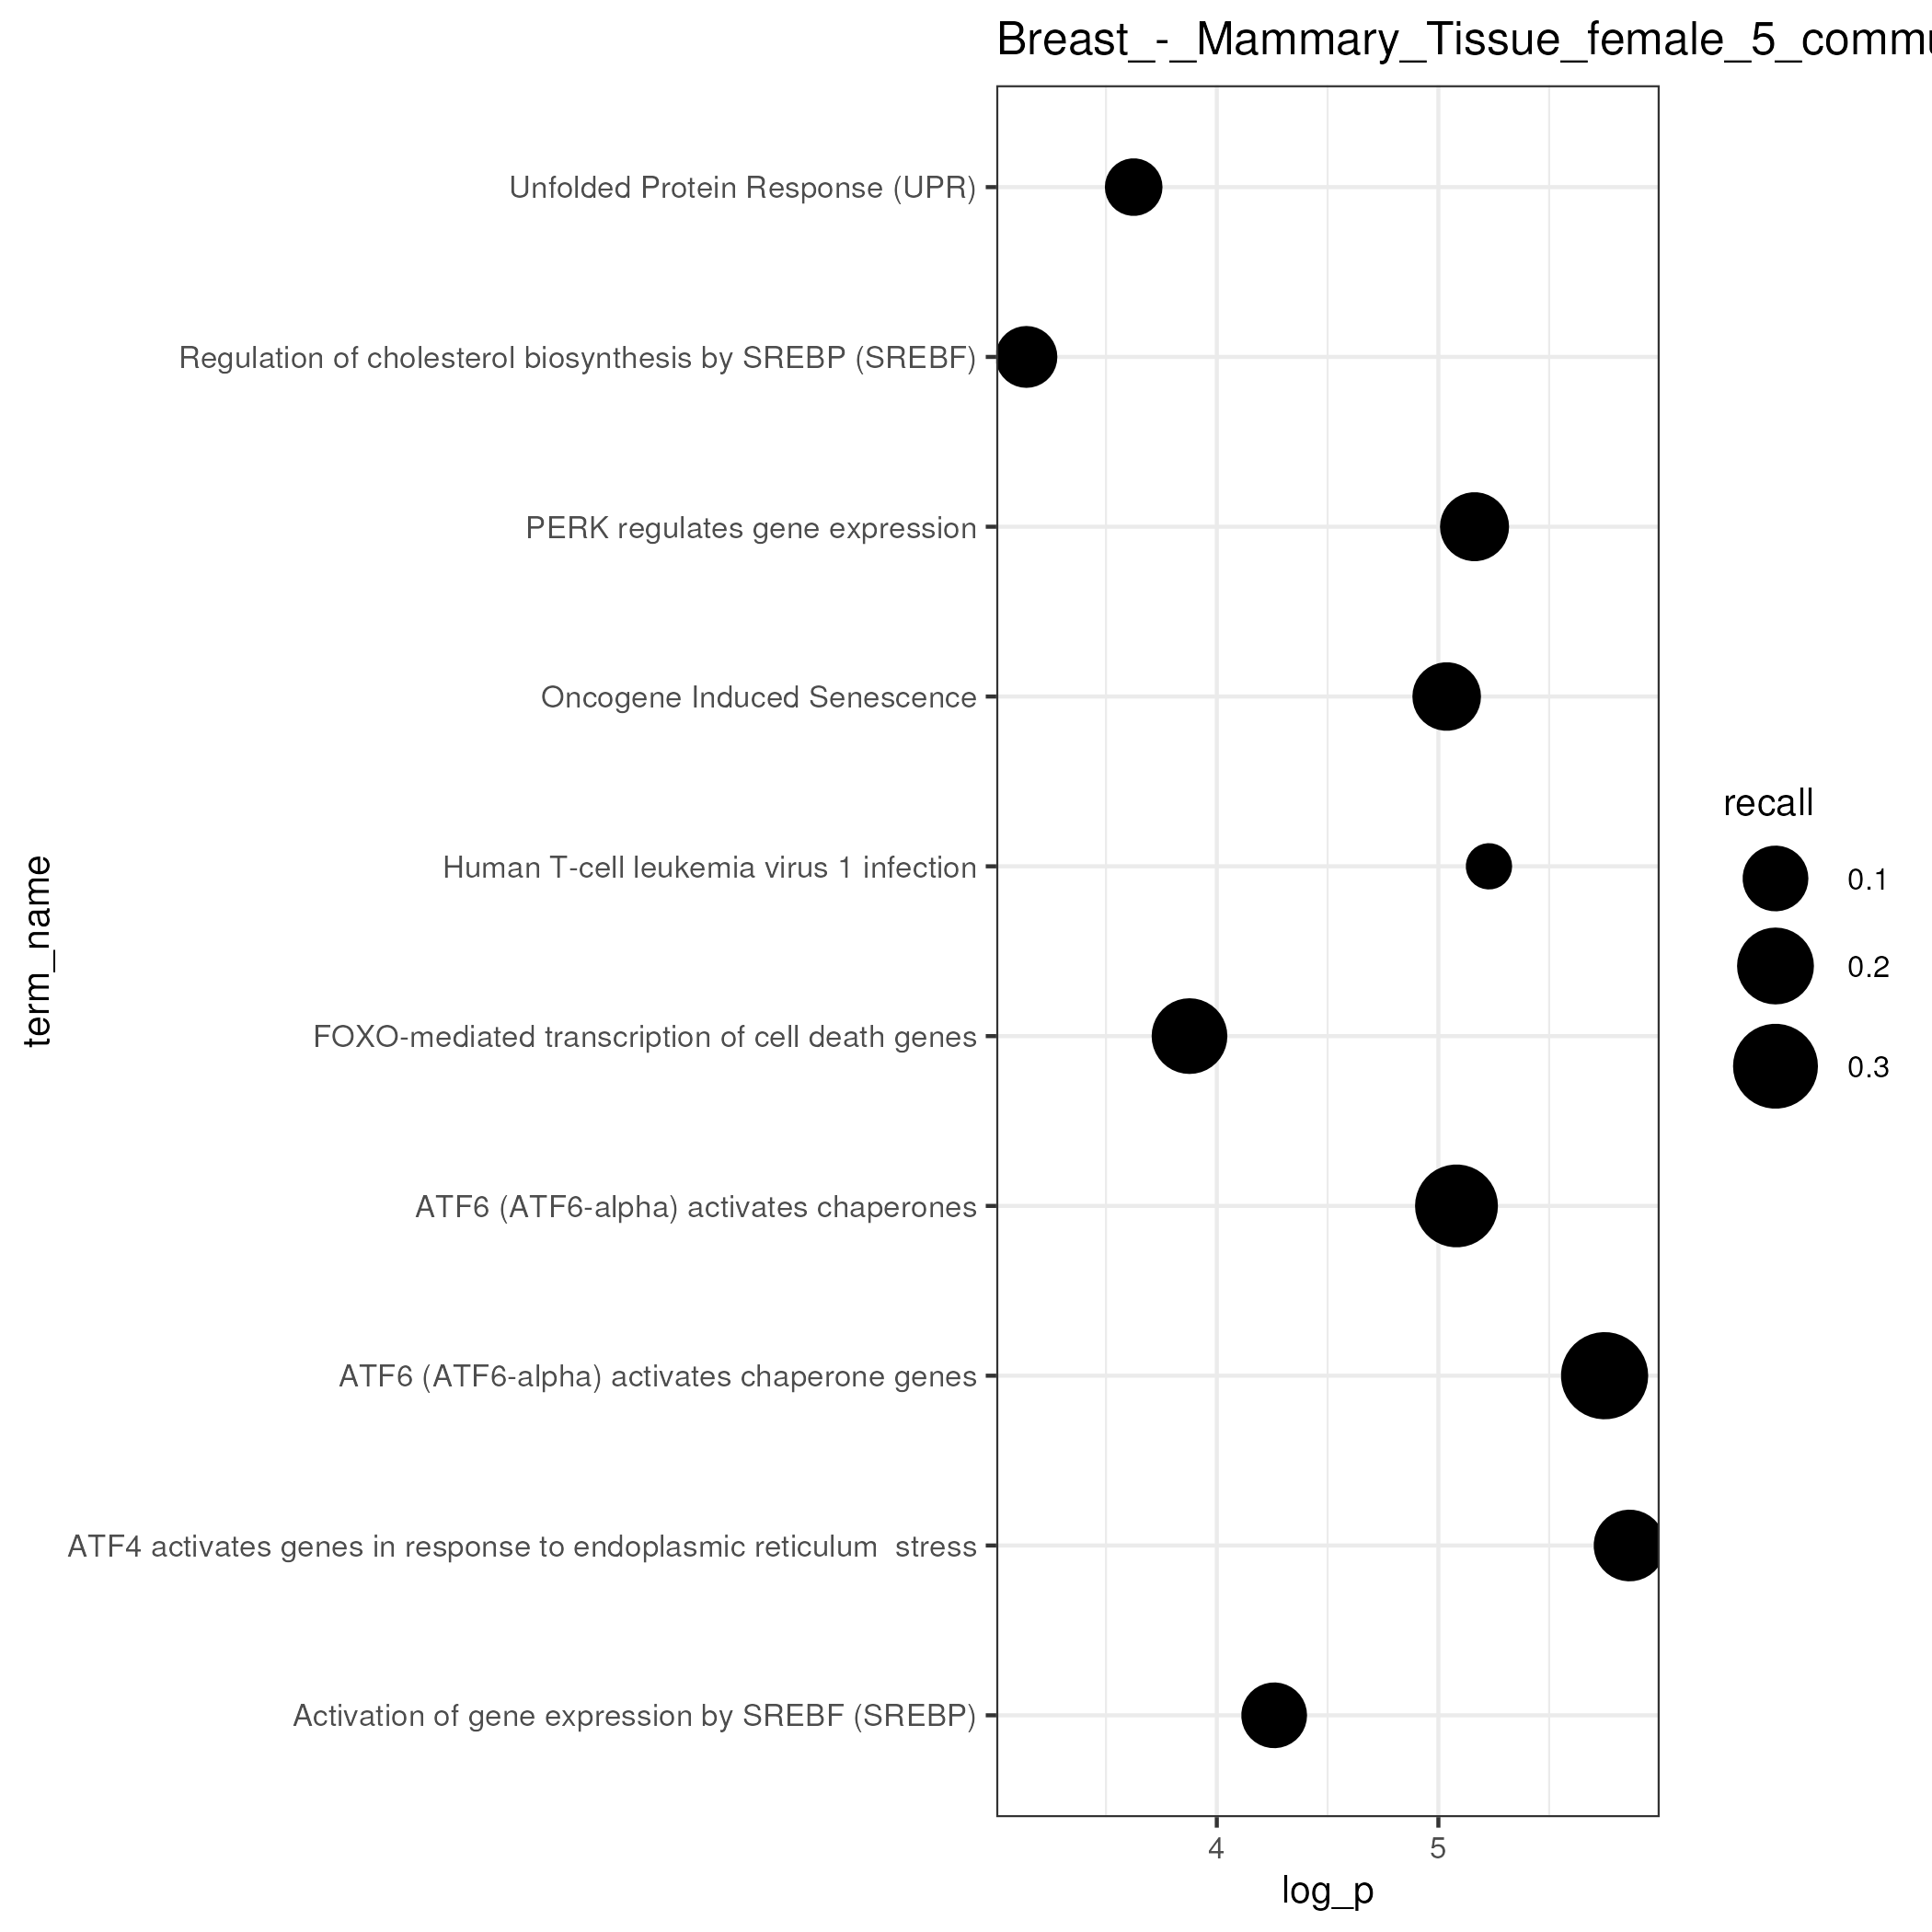 Breast_-_Mammary_Tissue_female_5_commu
Unfolded Protein Response (UPR)
Regulation of cholesterol biosynthesis by SREBP (SREBF)
PERK regulates gene expression
Oncogene Induced Senescence
Human T-cell leukemia virus 1 infection
FOXO-mediated transcription of cell death genes
ATF6 (ATF6-alpha) activates chaperones
ATF6 (ATF6-alpha) activates chaperone genes
ATF4 activates genes in response to endoplasmic reticulum  stress
Activation of gene expression by SREBF (SREBP)
term_name
4 5
log_p
recall
0.1
0.2
0.3